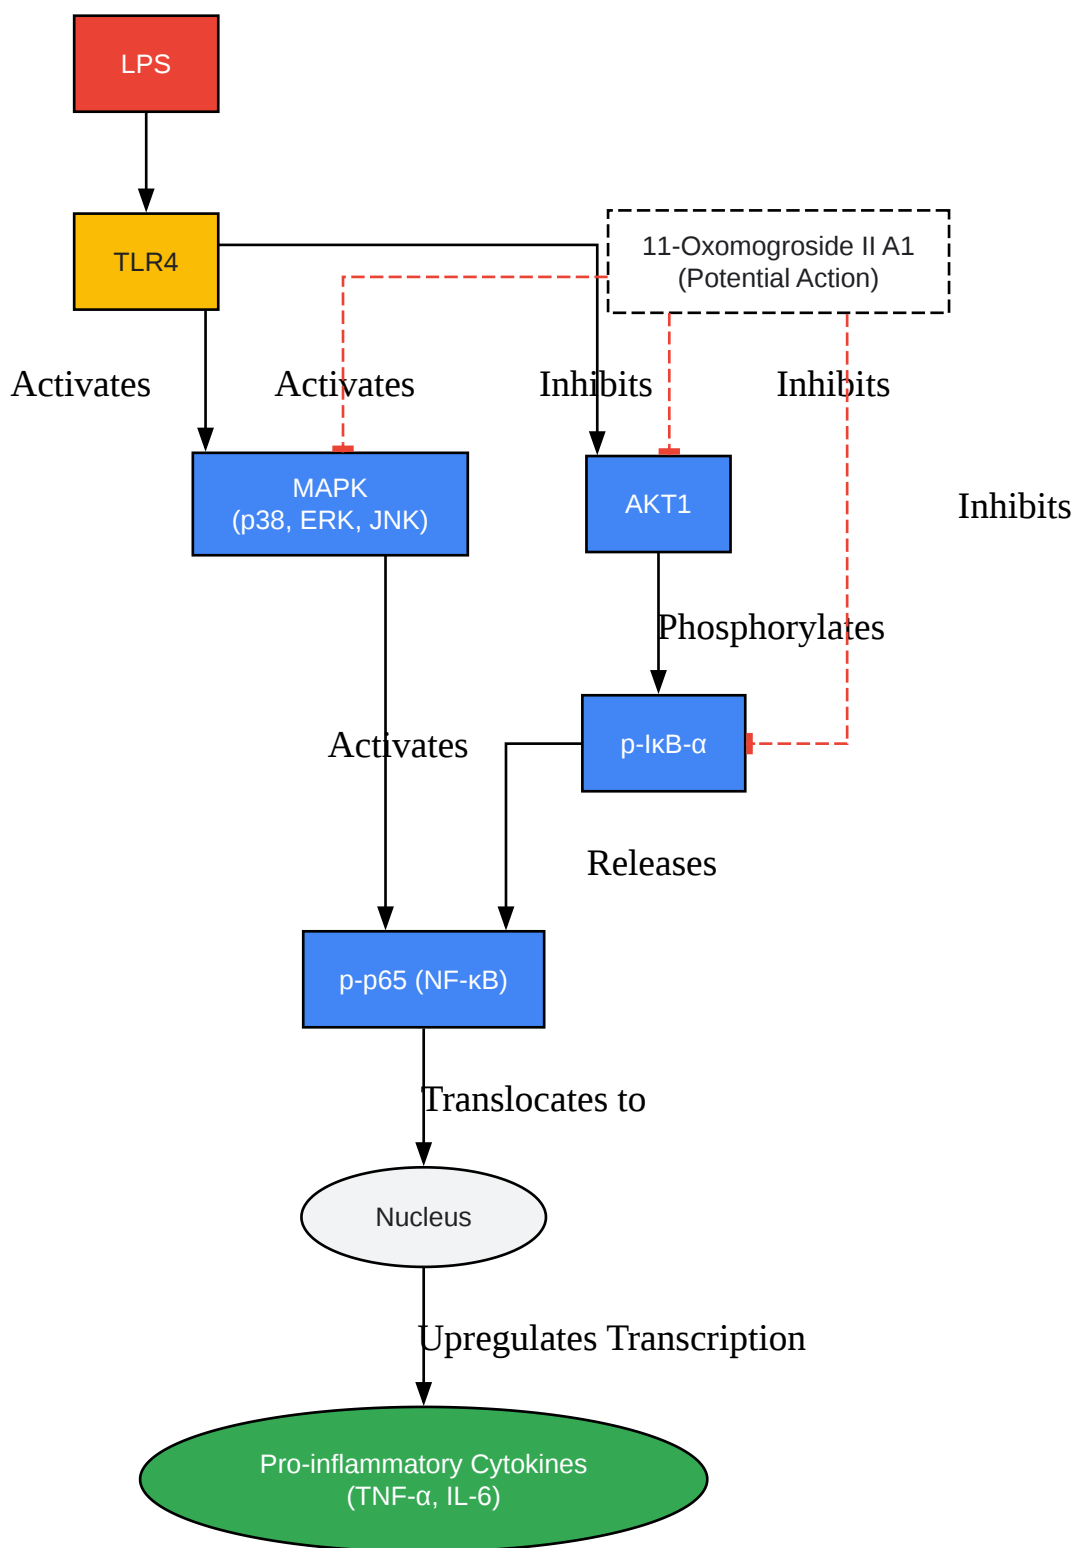 LPS
TLR4
11-Oxomogroside II A1
(Potential Action)
Activates
Activates
Inhibits
Inhibits
MAPK
(p38, ERK, JNK)
AKT1
Inhibits
Phosphorylates
Activates
p-IκB-α
Releases
p-p65 (NF-κB)
Translocates to
Nucleus
Upregulates Transcription
Pro-inflammatory Cytokines
(TNF-α, IL-6)